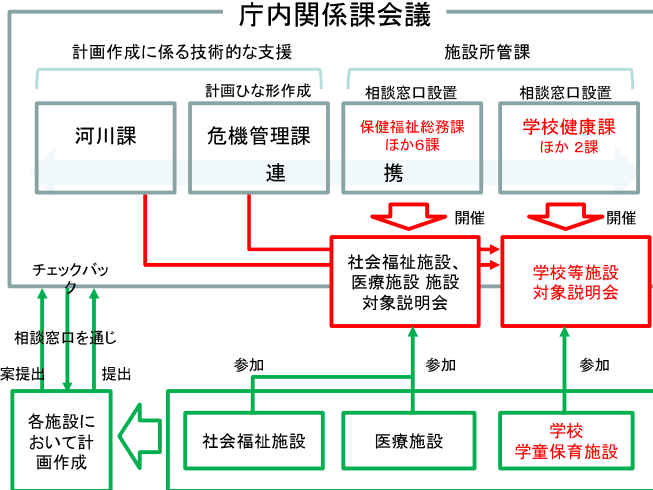 庁内関係課会議
計画作成に係る技術的な支援
施設所管課
計画ひな形作成
相談窓口設置
相談窓口設置
河川課
危機管理課
保健福祉総務課
ほか6課
学校健康課
ほか 2課
連 携
開催
開催
社会福祉施設、
医療施設 施設
対象説明会
学校等施設
対象説明会
チェックバッ
ク
相談窓口を通じ
案提出
提出
参加
参加
参加
各施設に
おいて計
画作成
社会福祉施設
医療施設
学校
学童保育施設